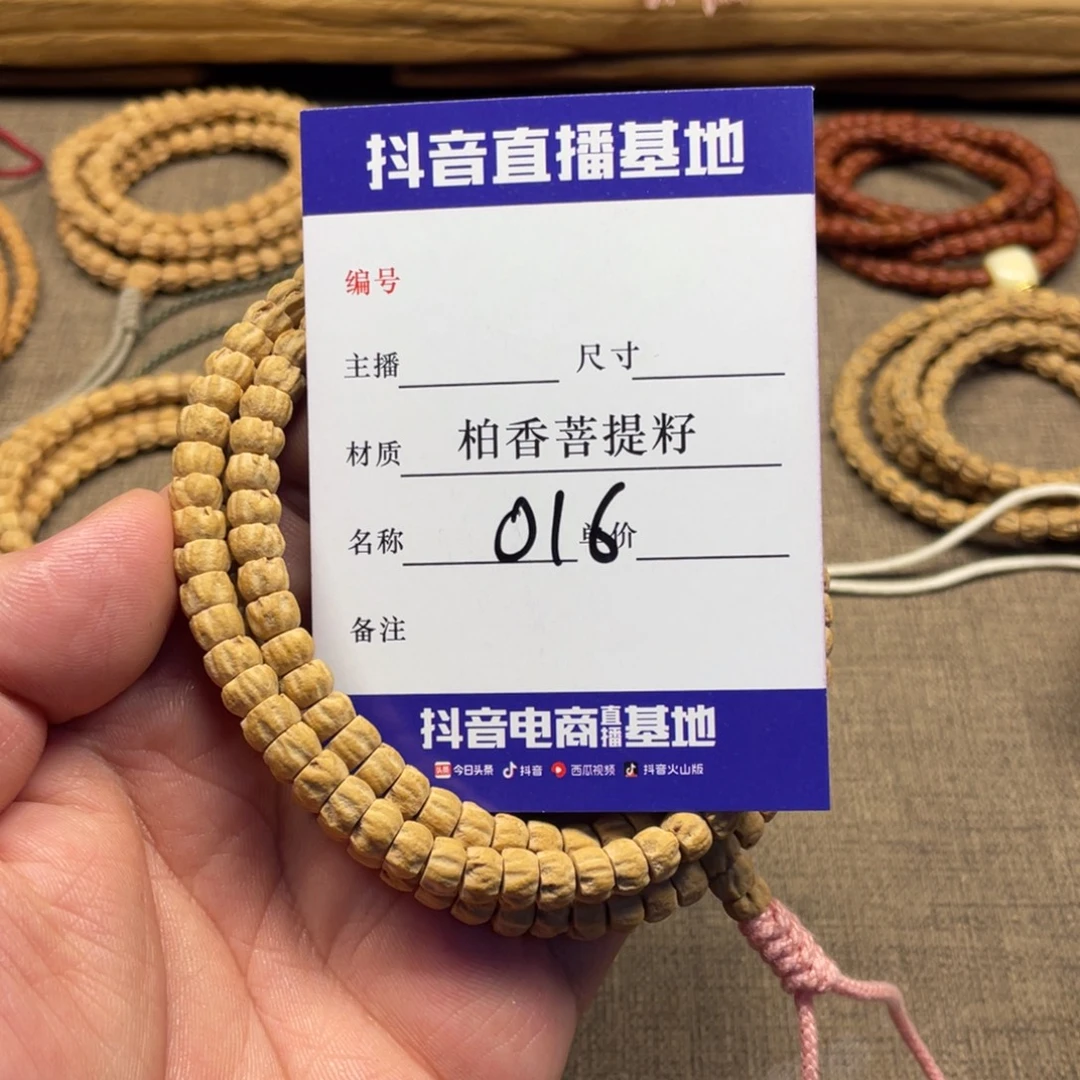 抖音直播基地
编号
主播 尺寸
材质 柏香菩提籽
名称 016 单价
备注
抖音电商直播基地
头条 今日头条 抖音 西瓜视频 抖音火山版